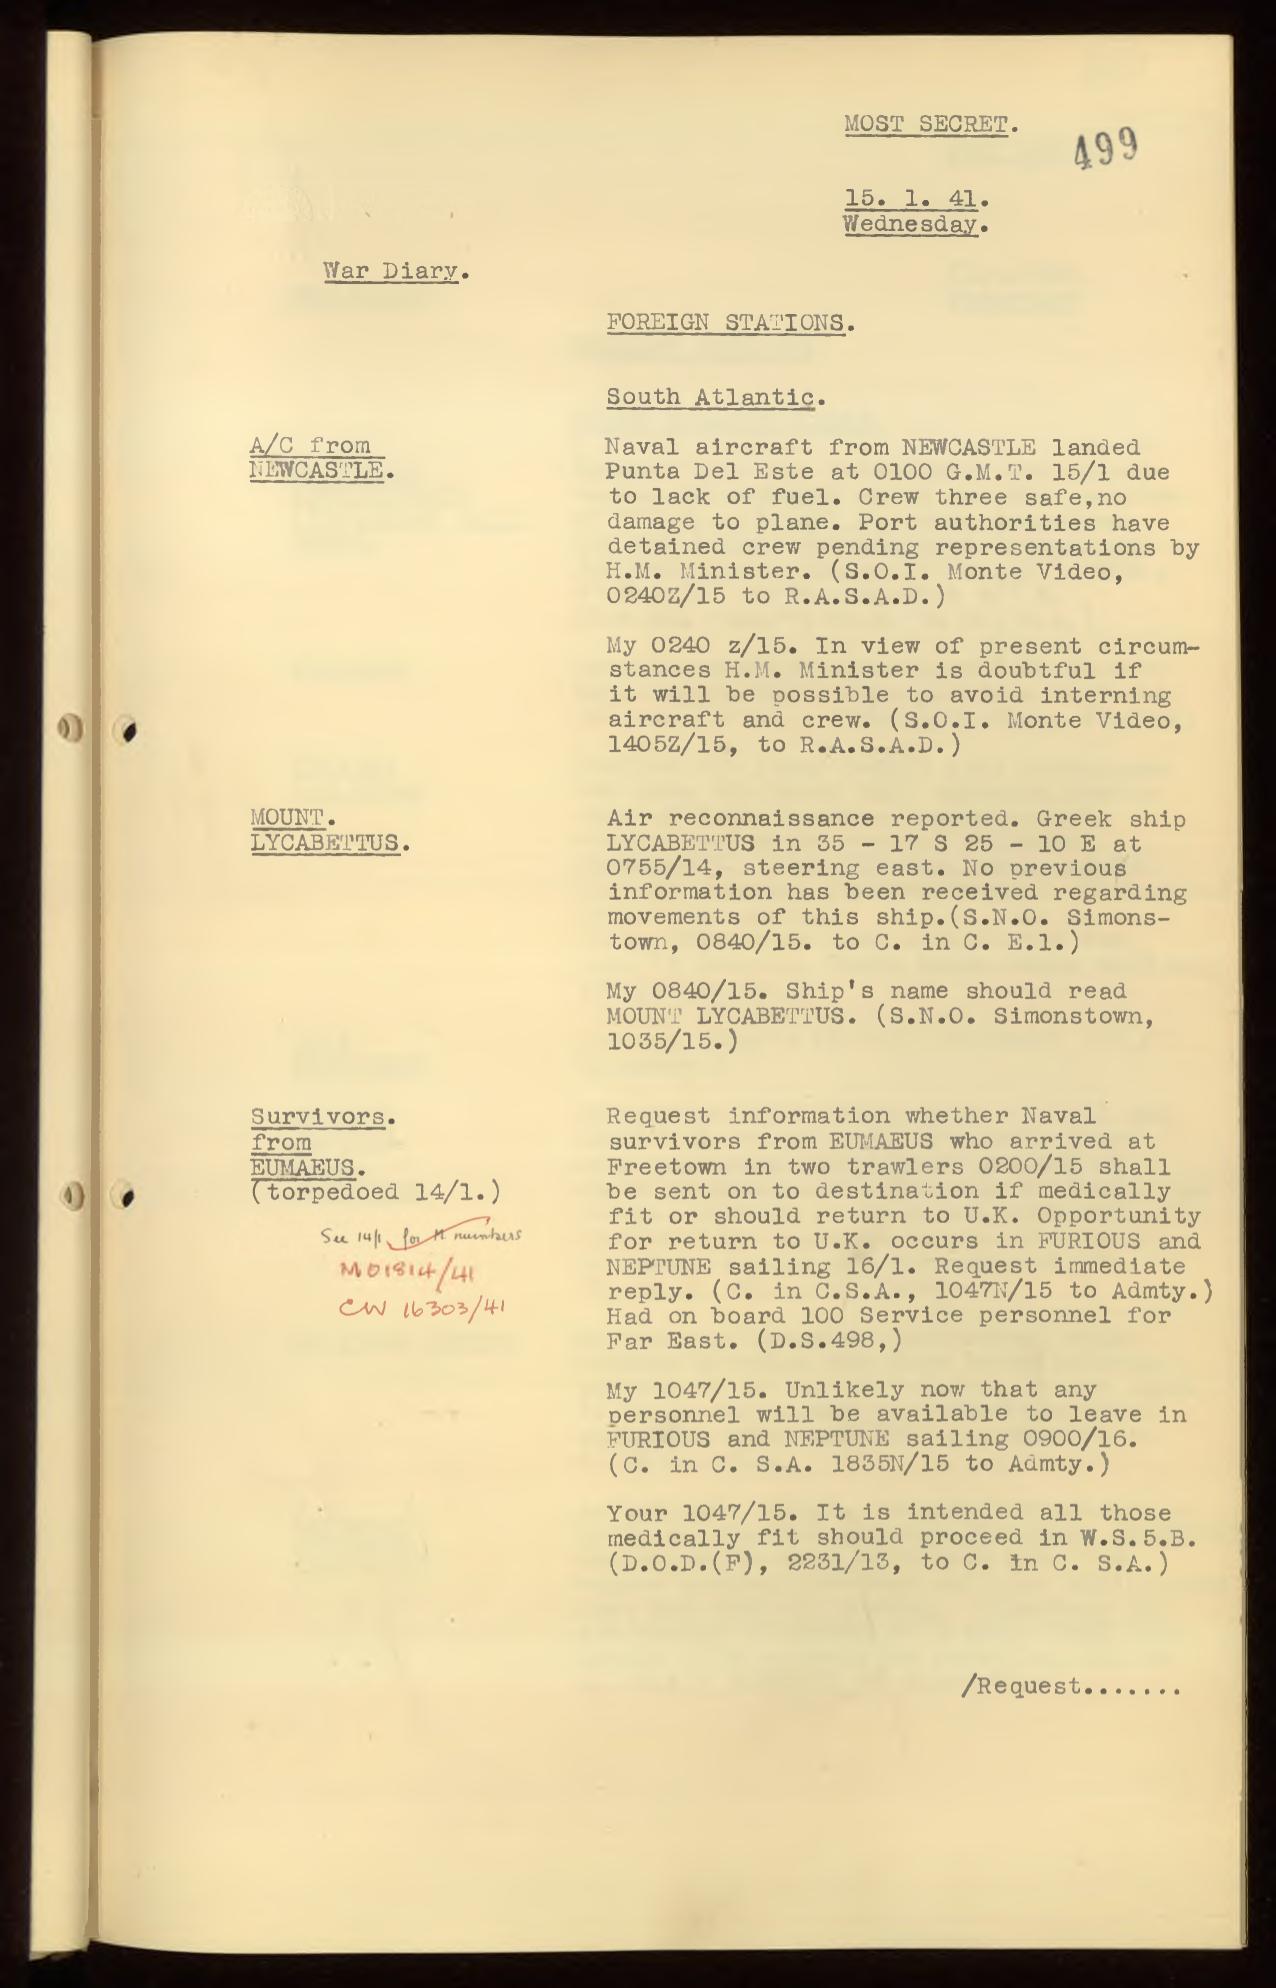 MOST SECRET.
499
15. 1. 41.
Wednesday.
War Diary.
FOREIGN STATIONS.
South Atlantic.
A/C from
NEWCASTLE.
Naval aircraft from NEWCASTLE landed
Punta Del Este at 0100 G.M.T. 15/1 due
to lack of fuel. Crew three safe,no
damage to plane. Port authorities have
detained crew pending representations by
H.M. Minister. (S.O.I. Monte Video,
0240Z/15 to R.A.S.A.D.)
My 0240 z/15. In view of present circum-
stances H.M. Minister is doubtful if
it will be possible to avoid interning
aircraft and crew. (S.O.I. Monte Video,
1405Z/15, to R.A.S.A.D.)
MOUNT.
LYCABETTUS.
Air reconnaissance reported. Greek ship
LYCABETTUS in 35 - 17 S 25 - 10 E at
0755/14, steering east. No previous
information has been received regarding
movements of this ship.(S.N.O. Simons-
town, 0840/15. to C. in C. E.1.)
My 0840/15. Ship's name should read
MOUNT LYCABETTUS. (S.N.O. Simonstown,
1035/15.)
Survivors.
from
EUMAEUS.
(torpedoed 14/1.)
See 14/1 for numbers
M01814/41
CW 16303/41
Request information whether Naval
survivors from EUMAEUS who arrived at
Freetown in two trawlers 0200/15 shall
be sent on to destination if medically
fit or should return to U.K. Opportunity
for return to U.K. occurs in FURIOUS and
NEPTUNE sailing 16/1. Request immediate
reply. (C. in C.S.A., 1047N/15 to Admty.)
Had on board 100 Service personnel for
Far East. (D.S.498,)
My 1047/15. Unlikely now that any
personnel will be available to leave in
FURIOUS and NEPTUNE sailing 0900/16.
(C. in C. S.A. 1835N/15 to Admty.)
Your 1047/15. It is intended all those
medically fit should proceed in W.S.5.B.
(D.O.D.(F), 2231/13, to C. in C. S.A.)
/Request.......